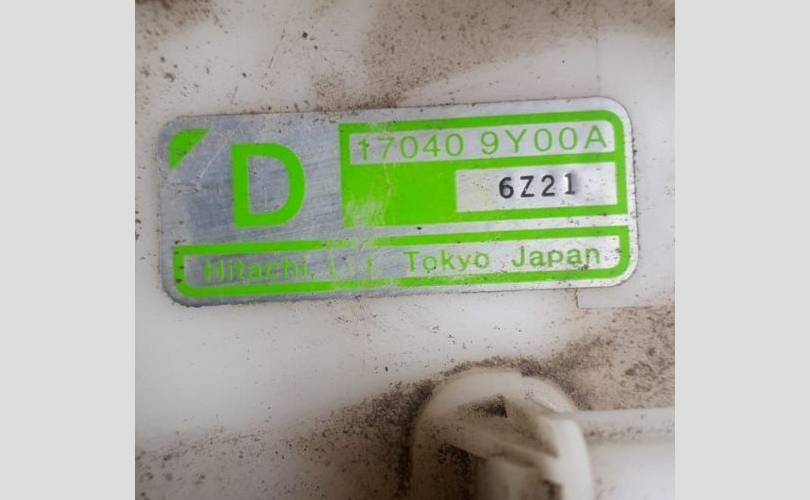 D
17040 9Y00A
6Z21
Hitachi, Ltd. Tokyo Japan